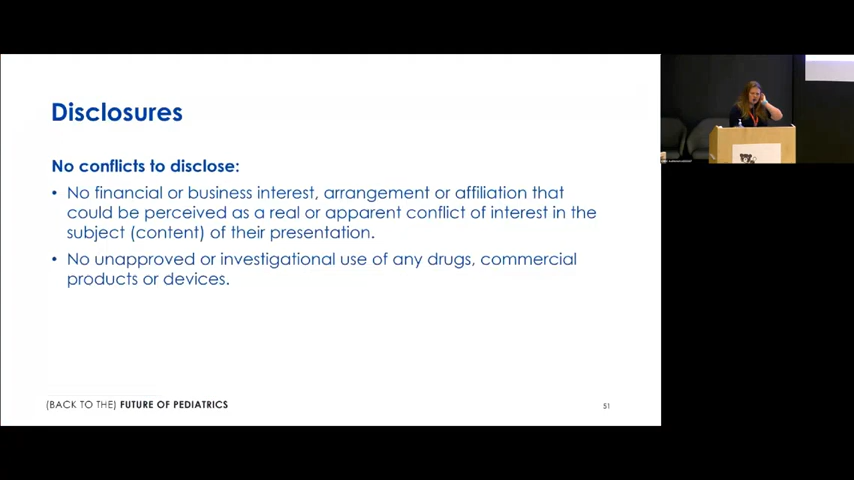 Disclosures
No conflicts to disclose:
• No financial or business interest, arrangement or affiliation that
could be perceived as a real or apparent conflict of interest in the
subject (content) of their presentation.
• No unapproved or investigational use of any drugs, commercial
products or devices.
(BACK TO THE) FUTURE OF PEDIATRICS
51